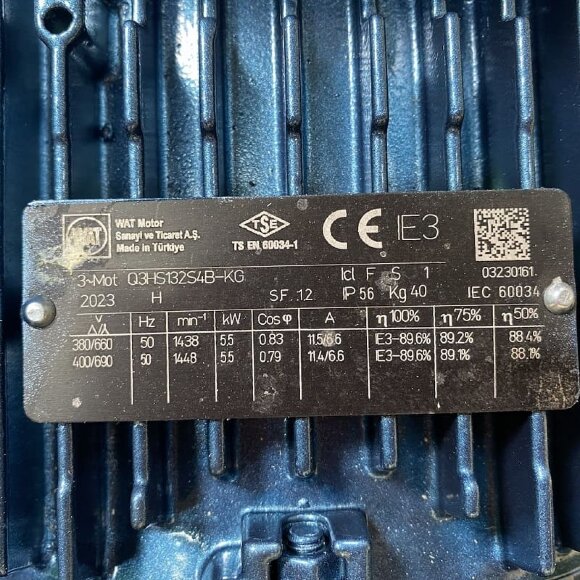 WAT
WAT Motor
Sanayi ve Ticaret A.Ş.
Made in Türkiye
TSE
TS EN 60034-1
CE IE3
3~Mot Q3HS132S4B-KG Icl F S 1 03230161.
2023 H SF. 1.2 IP 56 Kg 40 IEC 60034
V Δ/Y Hz min⁻¹ kW Cos φ A η 100% η 75% η 50%
380/660 50 1438 5.5 0.83 11.5/6.6 IE3-89.6% 89.2% 88.4%
400/690 50 1448 5.5 0.79 11.4/6.6 IE3-89.6% 89.1% 88.1%